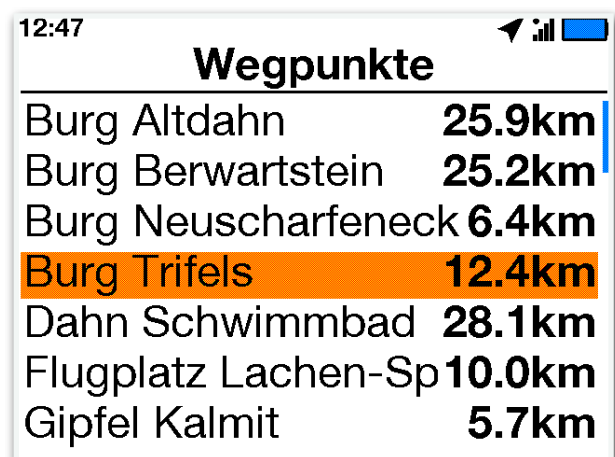 12:47
Wegpunkte
Burg Altdahn 25.9km
Burg Berwartstein 25.2km
Burg Neuscharfeneck 6.4km
Burg Trifels 12.4km
Dahn Schwimmbad 28.1km
Flugplatz Lachen-Sp 10.0km
Gipfel Kalmit 5.7km